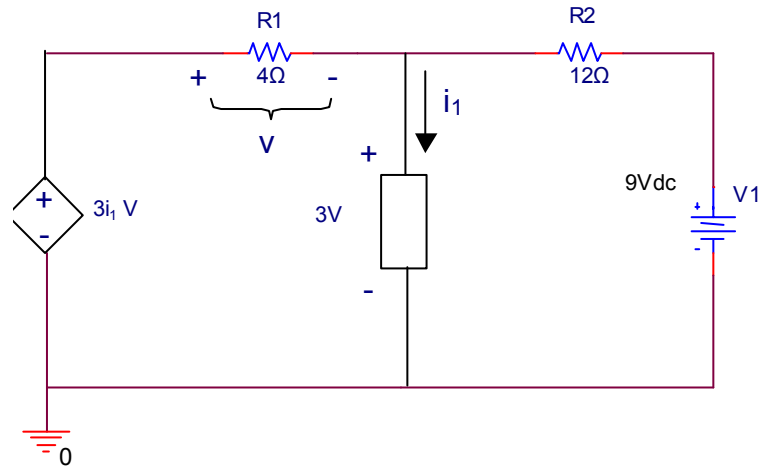 R1
R2
+ 4Ω -
12Ω
v
i₁
+
9Vdc
V1
+
3i₁ V
-
3V
+
-
-
0